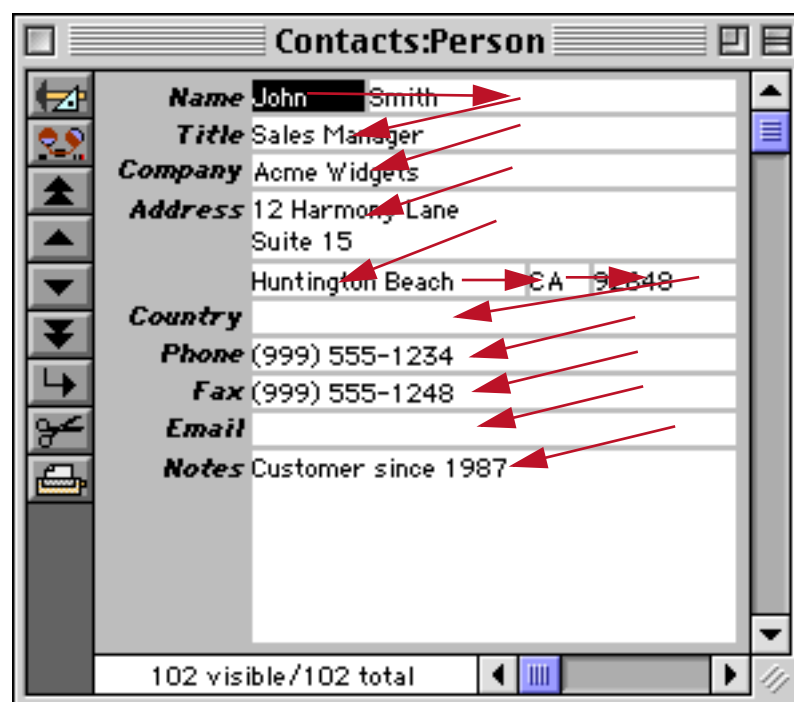 Contacts:Person
Name John Smith
Title Sales Manager
Company Acme Widgets
Address 12 Harmony Lane
Suite 15
Huntington Beach CA 92648
Country
Phone (999) 555-1234
Fax (999) 555-1248
Email
Notes Customer since 1987
102 visible/102 total